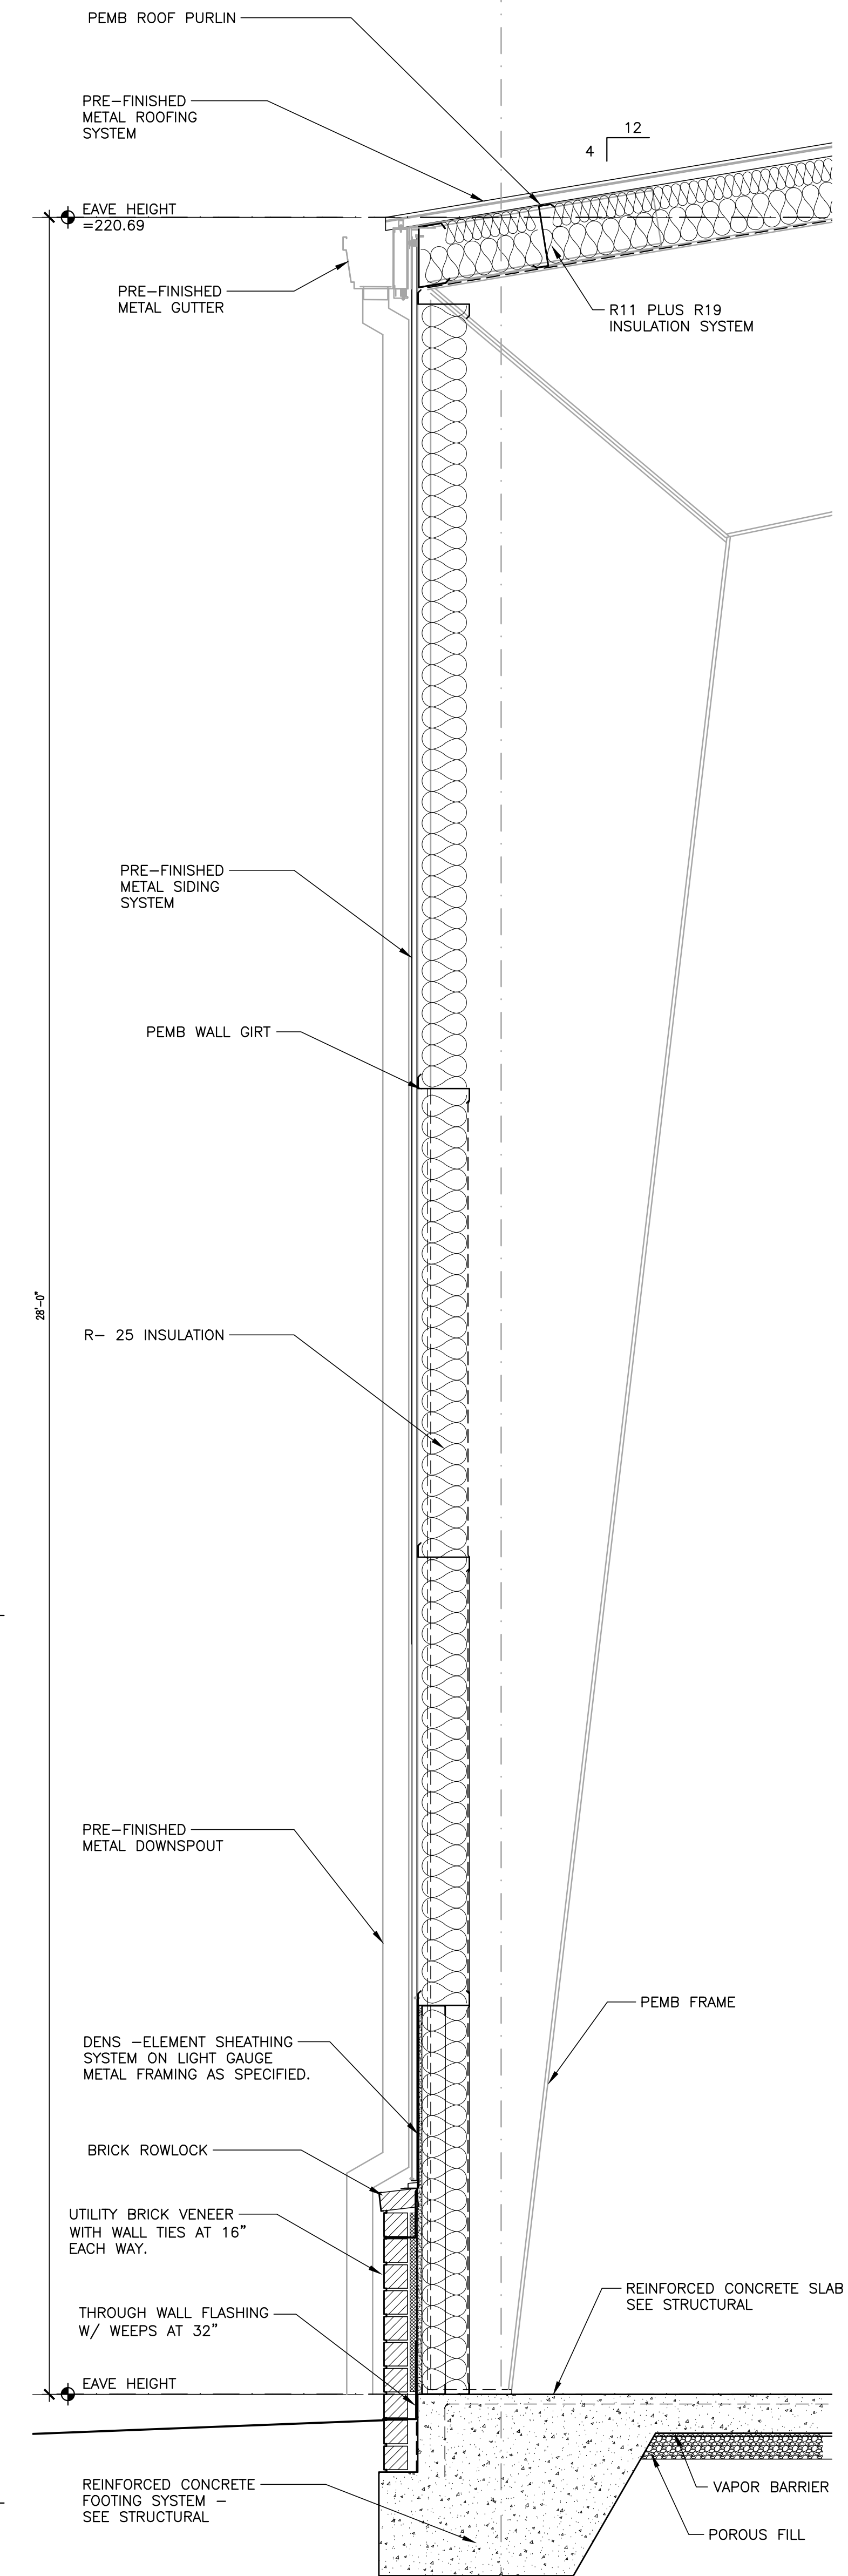 PEMB ROOF PURLIN
PRE-FINISHED
METAL ROOFING
SYSTEM
12
4
EAVE HEIGHT
=220.69
PRE-FINISHED
METAL GUTTER
R11 PLUS R19
INSULATION SYSTEM
PRE-FINISHED
METAL SIDING
SYSTEM
PEMB WALL GIRT
28'-0"
R- 25 INSULATION
PRE-FINISHED
METAL DOWNSPOUT
PEMB FRAME
DENS -ELEMENT SHEATHING
SYSTEM ON LIGHT GAUGE
METAL FRAMING AS SPECIFIED.
BRICK ROWLOCK
UTILITY BRICK VENEER
WITH WALL TIES AT 16"
EACH WAY.
REINFORCED CONCRETE SLAB
SEE STRUCTURAL
THROUGH WALL FLASHING
W/ WEEPS AT 32"
EAVE HEIGHT
REINFORCED CONCRETE
FOOTING SYSTEM -
SEE STRUCTURAL
VAPOR BARRIER
POROUS FILL